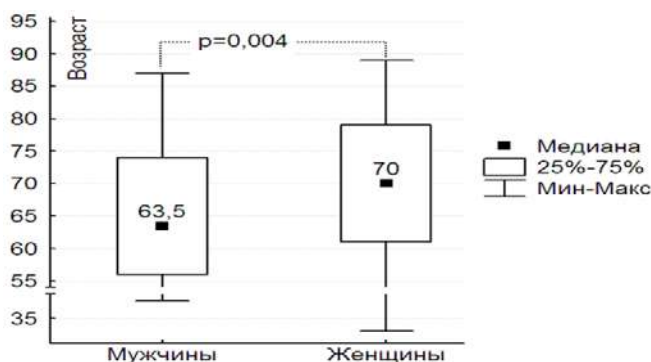 95
90
85
80
75
70
65
60
55
35
Возраст
p=0,004
63,5
70
Мужчины
Женщины
Медиана
25%-75%
Мин-Макс